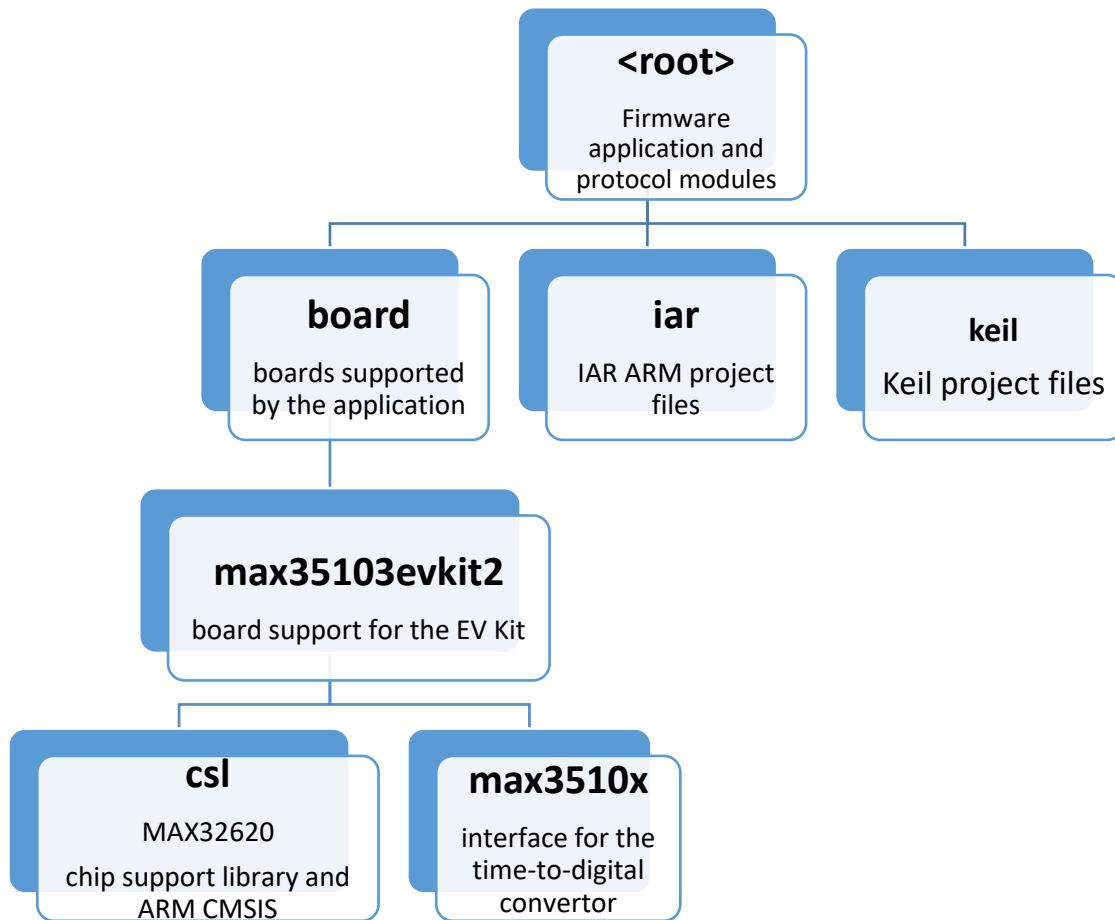 <root>
Firmware
application and
protocol modules
board
boards supported
by the application
iar
IAR ARM project
files
keil
Keil project files
max35103evkit2
board support for the EV Kit
csl
MAX32620
chip support library and
ARM CMSIS
max3510x
interface for the
time-to-digital
convertor